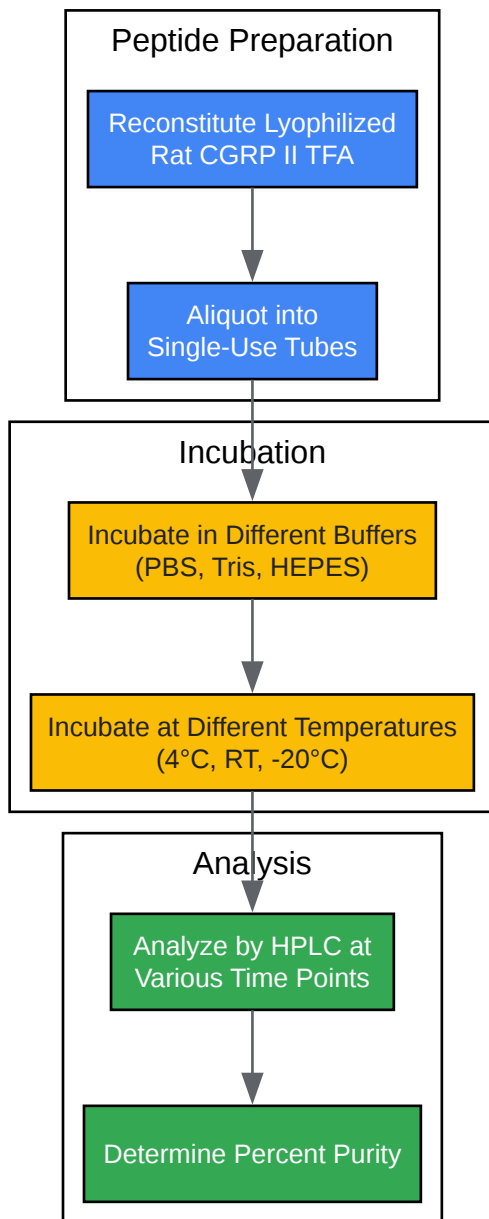 Peptide Preparation
Reconstitute Lyophilized
Rat CGRP II TFA
Aliquot into
Single-Use Tubes
Incubation
Incubate in Different Buffers
(PBS, Tris, HEPES)
Incubate at Different Temperatures
(4°C, RT, -20°C)
Analysis
Analyze by HPLC at
Various Time Points
Determine Percent Purity